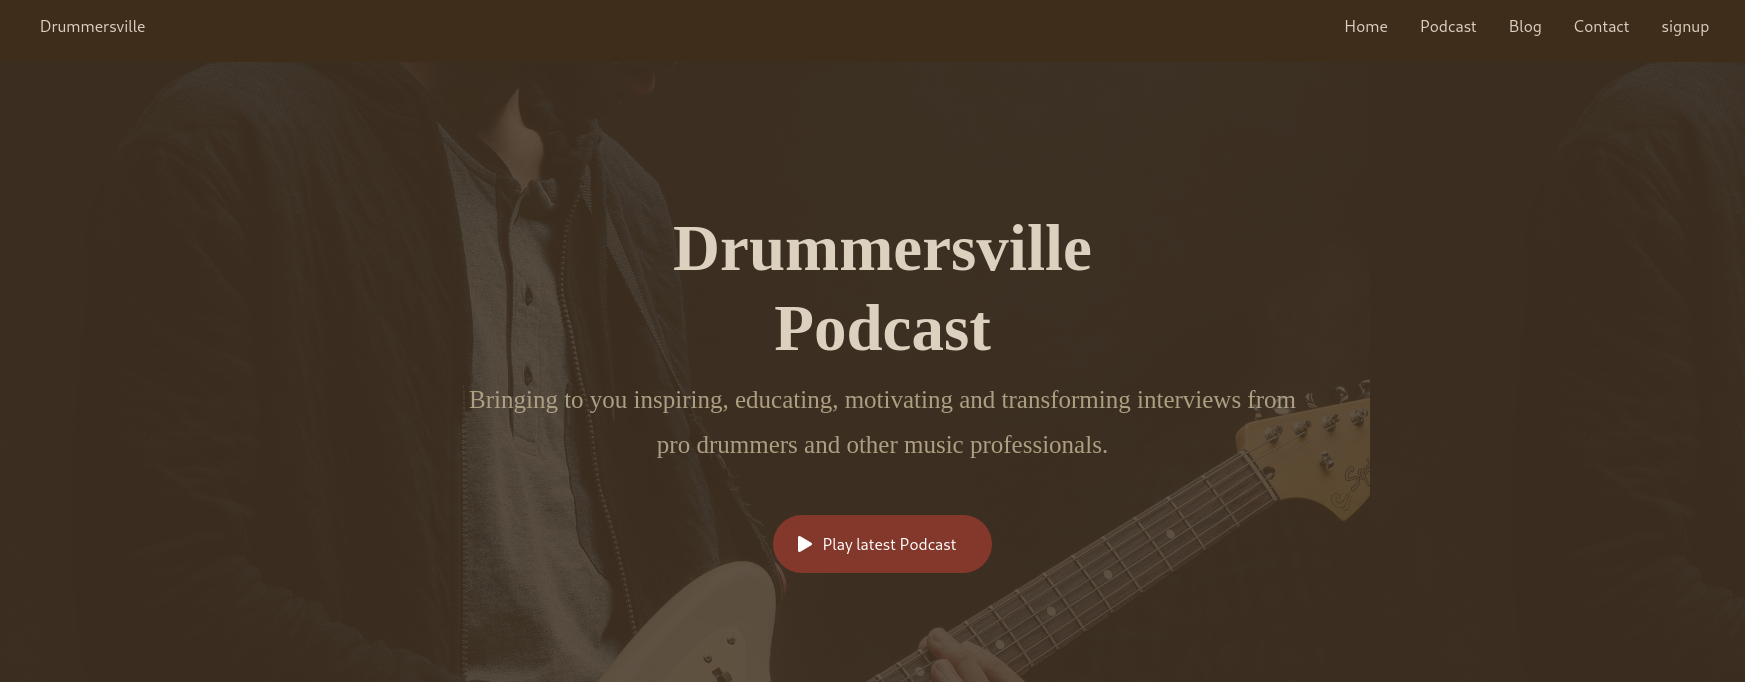 Drummersville
Home Podcast Blog Contact signup
Drummersville
Podcast
Bringing to you inspiring, educating, motivating and transforming interviews from
pro drummers and other music professionals.
Play latest Podcast